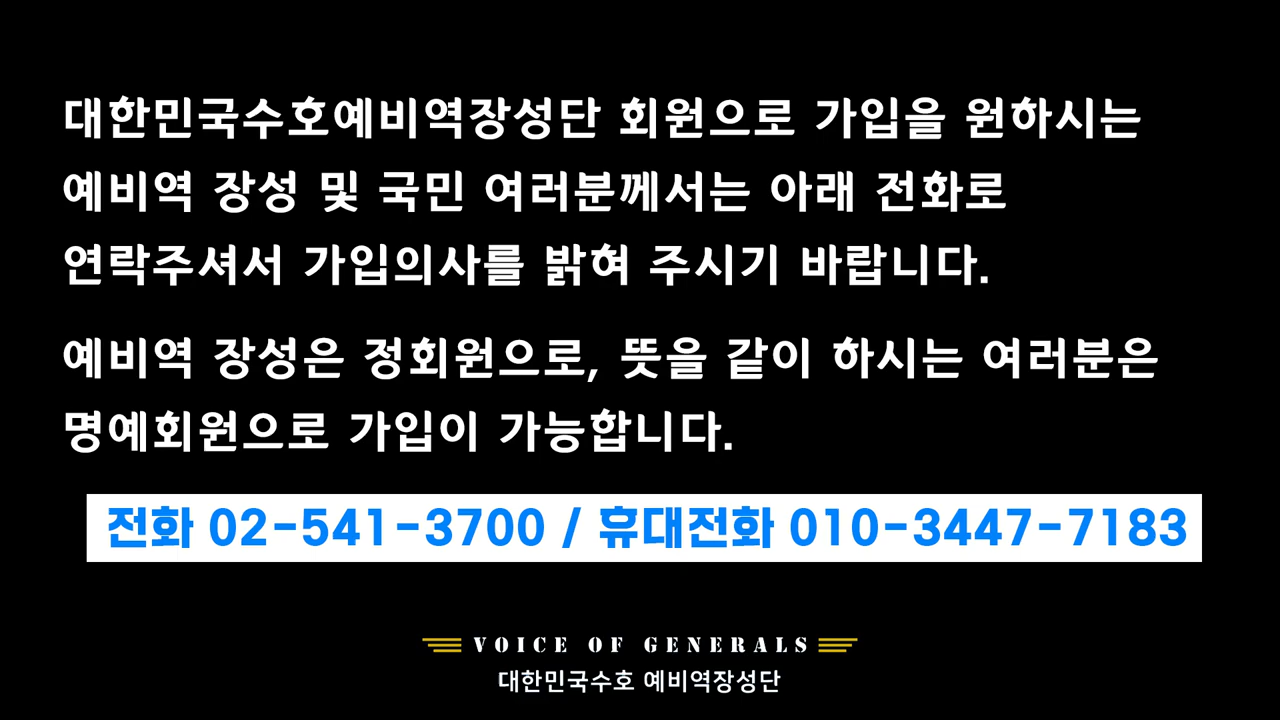 대한민국수호예비역장성단 회원으로 가입을 원하시는
예비역 장성 및 국민 여러분께서는 아래 전화로
연락주셔서 가입의사를 밝혀 주시기 바랍니다.
예비역 장성은 정회원으로, 뜻을 같이 하시는 여러분은
명예회원으로 가입이 가능합니다.
전화 02-541-3700 / 휴대전화 010-3447-7183
VOICE OF GENERALS
대한민국수호 예비역장성단